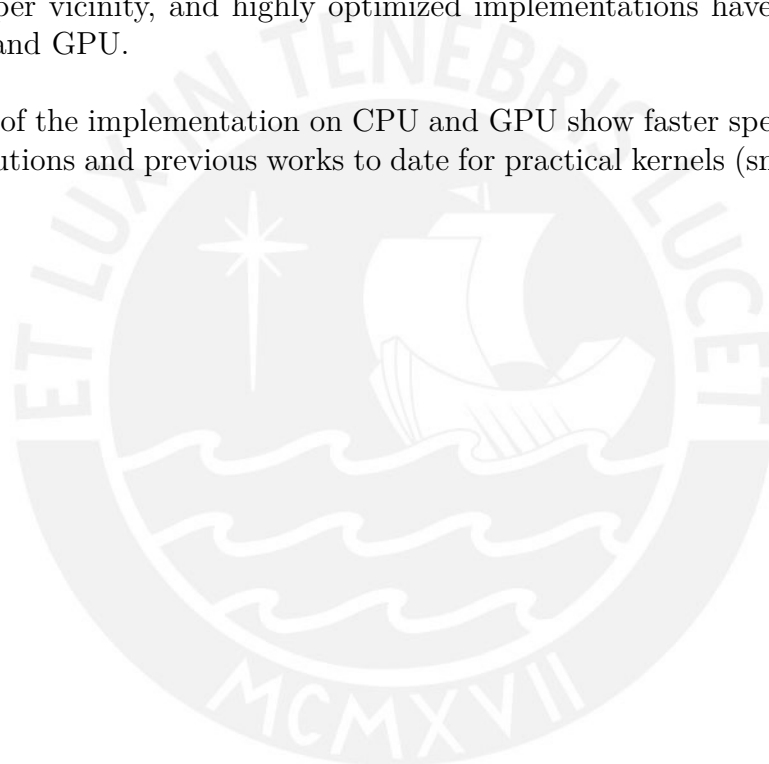 per vicinity, and highly optimized implementations have
and GPU.
of the implementation on CPU and GPU show faster spe
utions and previous works to date for practical kernels (sm
ET LUX IN TENEBRIS LUCET
MCMXVII